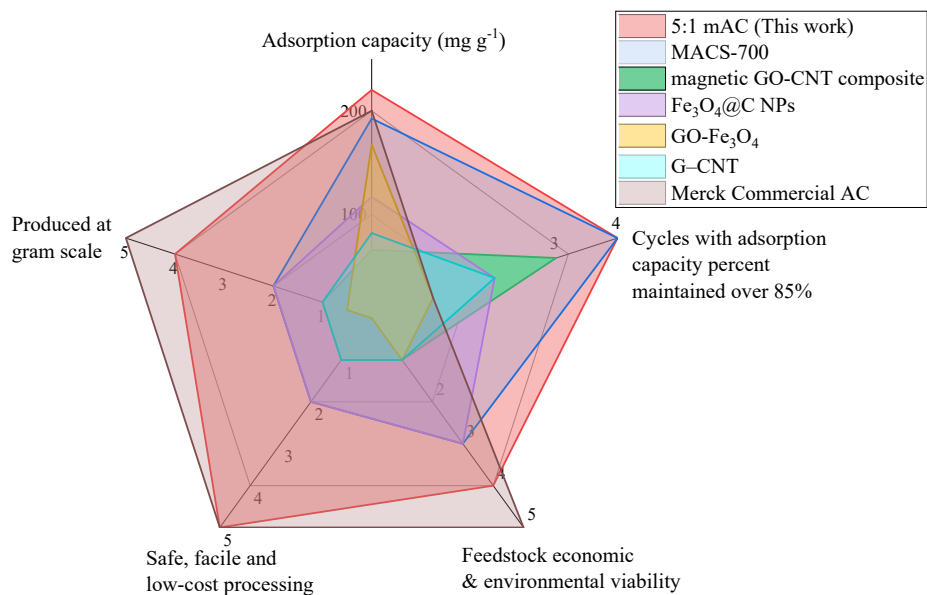 5:1 mAC (This work)
MACS-700
magnetic GO-CNT composite
Fe₃O₄@C NPs
GO-Fe₃O₄
G–CNT
Merck Commercial AC
Adsorption capacity (mg g⁻¹)
200
100
4
3
Cycles with adsorption
capacity percent
maintained over 85%
Produced at
gram scale
5
4
3
2
1
1
2
3
4
5
2
3
4
5
Safe, facile and
low-cost processing
Feedstock economic
& environmental viability